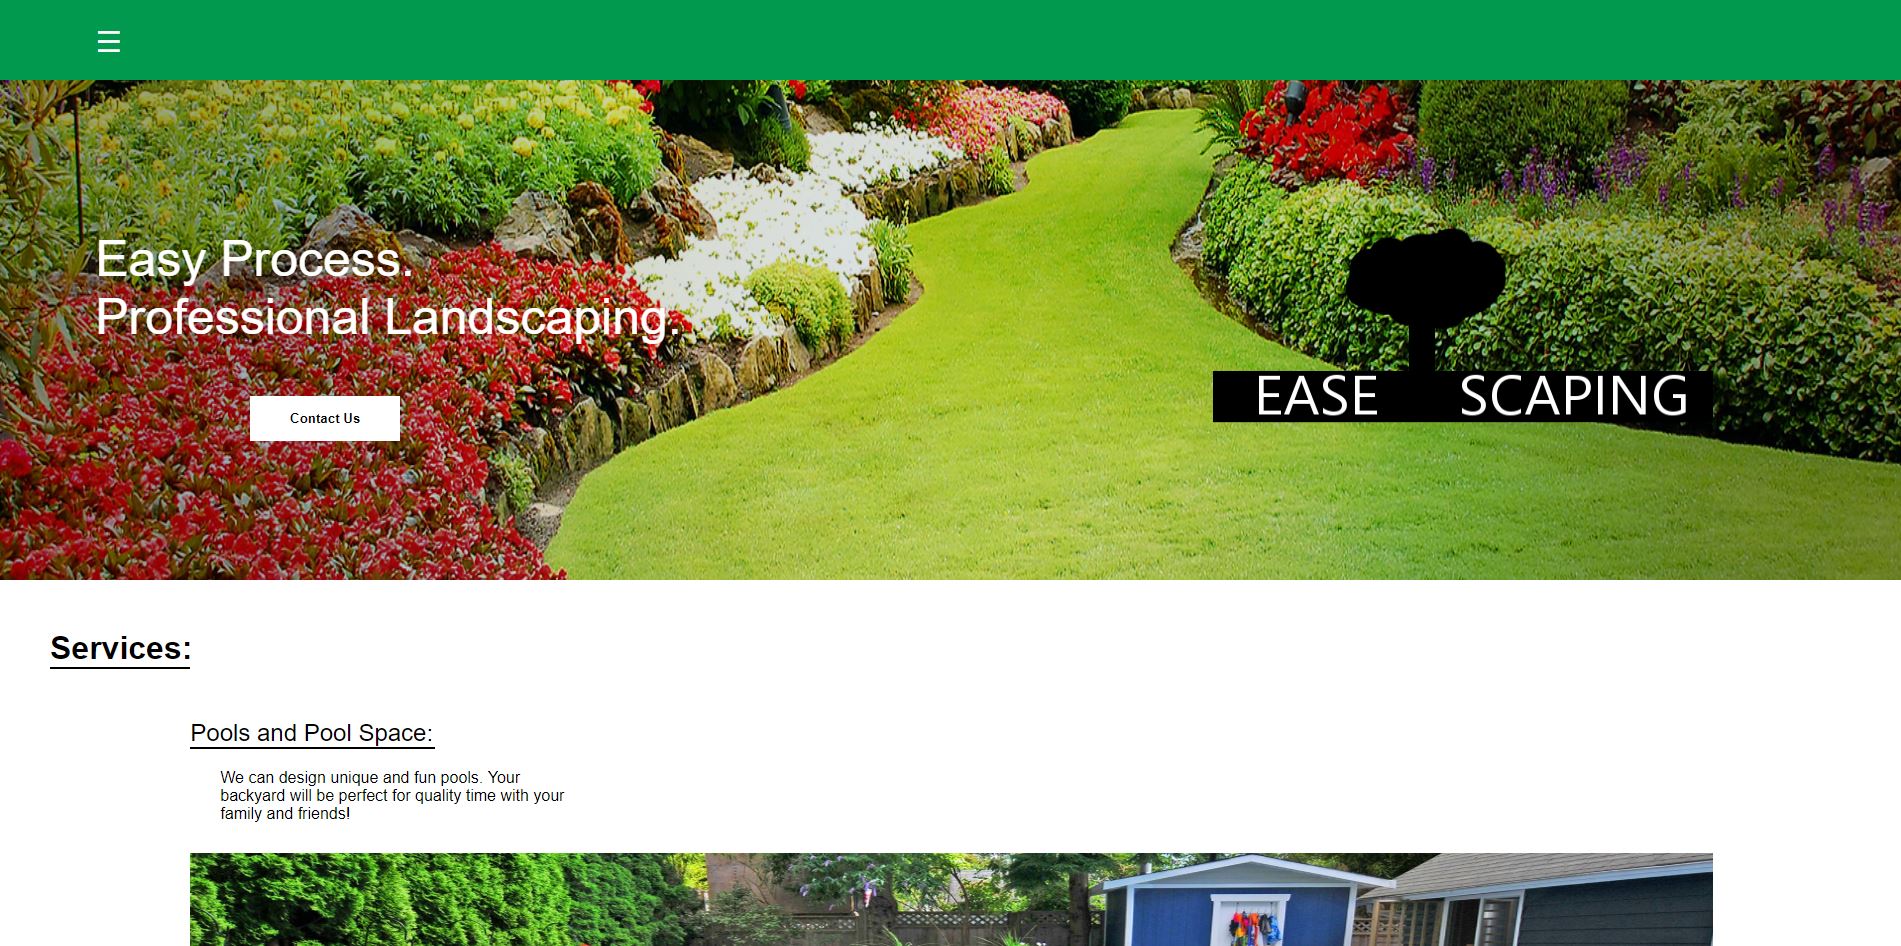 ☰
Easy Process.
Professional Landscaping.
Contact Us
EASE SCAPING
Services:
Pools and Pool Space:
We can design unique and fun pools. Your
backyard will be perfect for quality time with your
family and friends!